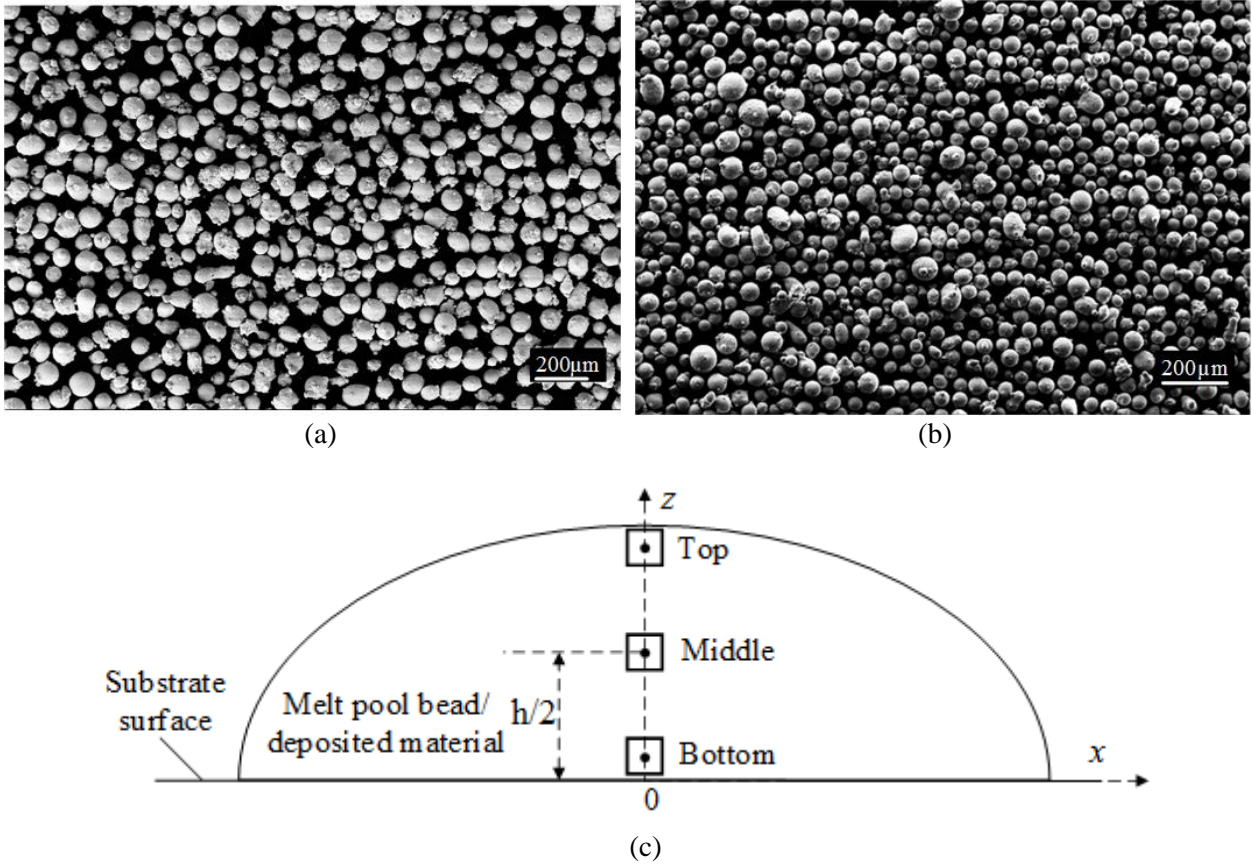 200µm
200µm
(a)
(b)
z
Top
Middle
Substrate
surface
Melt pool bead/
deposited material
h/2
Bottom
x
0
(c)